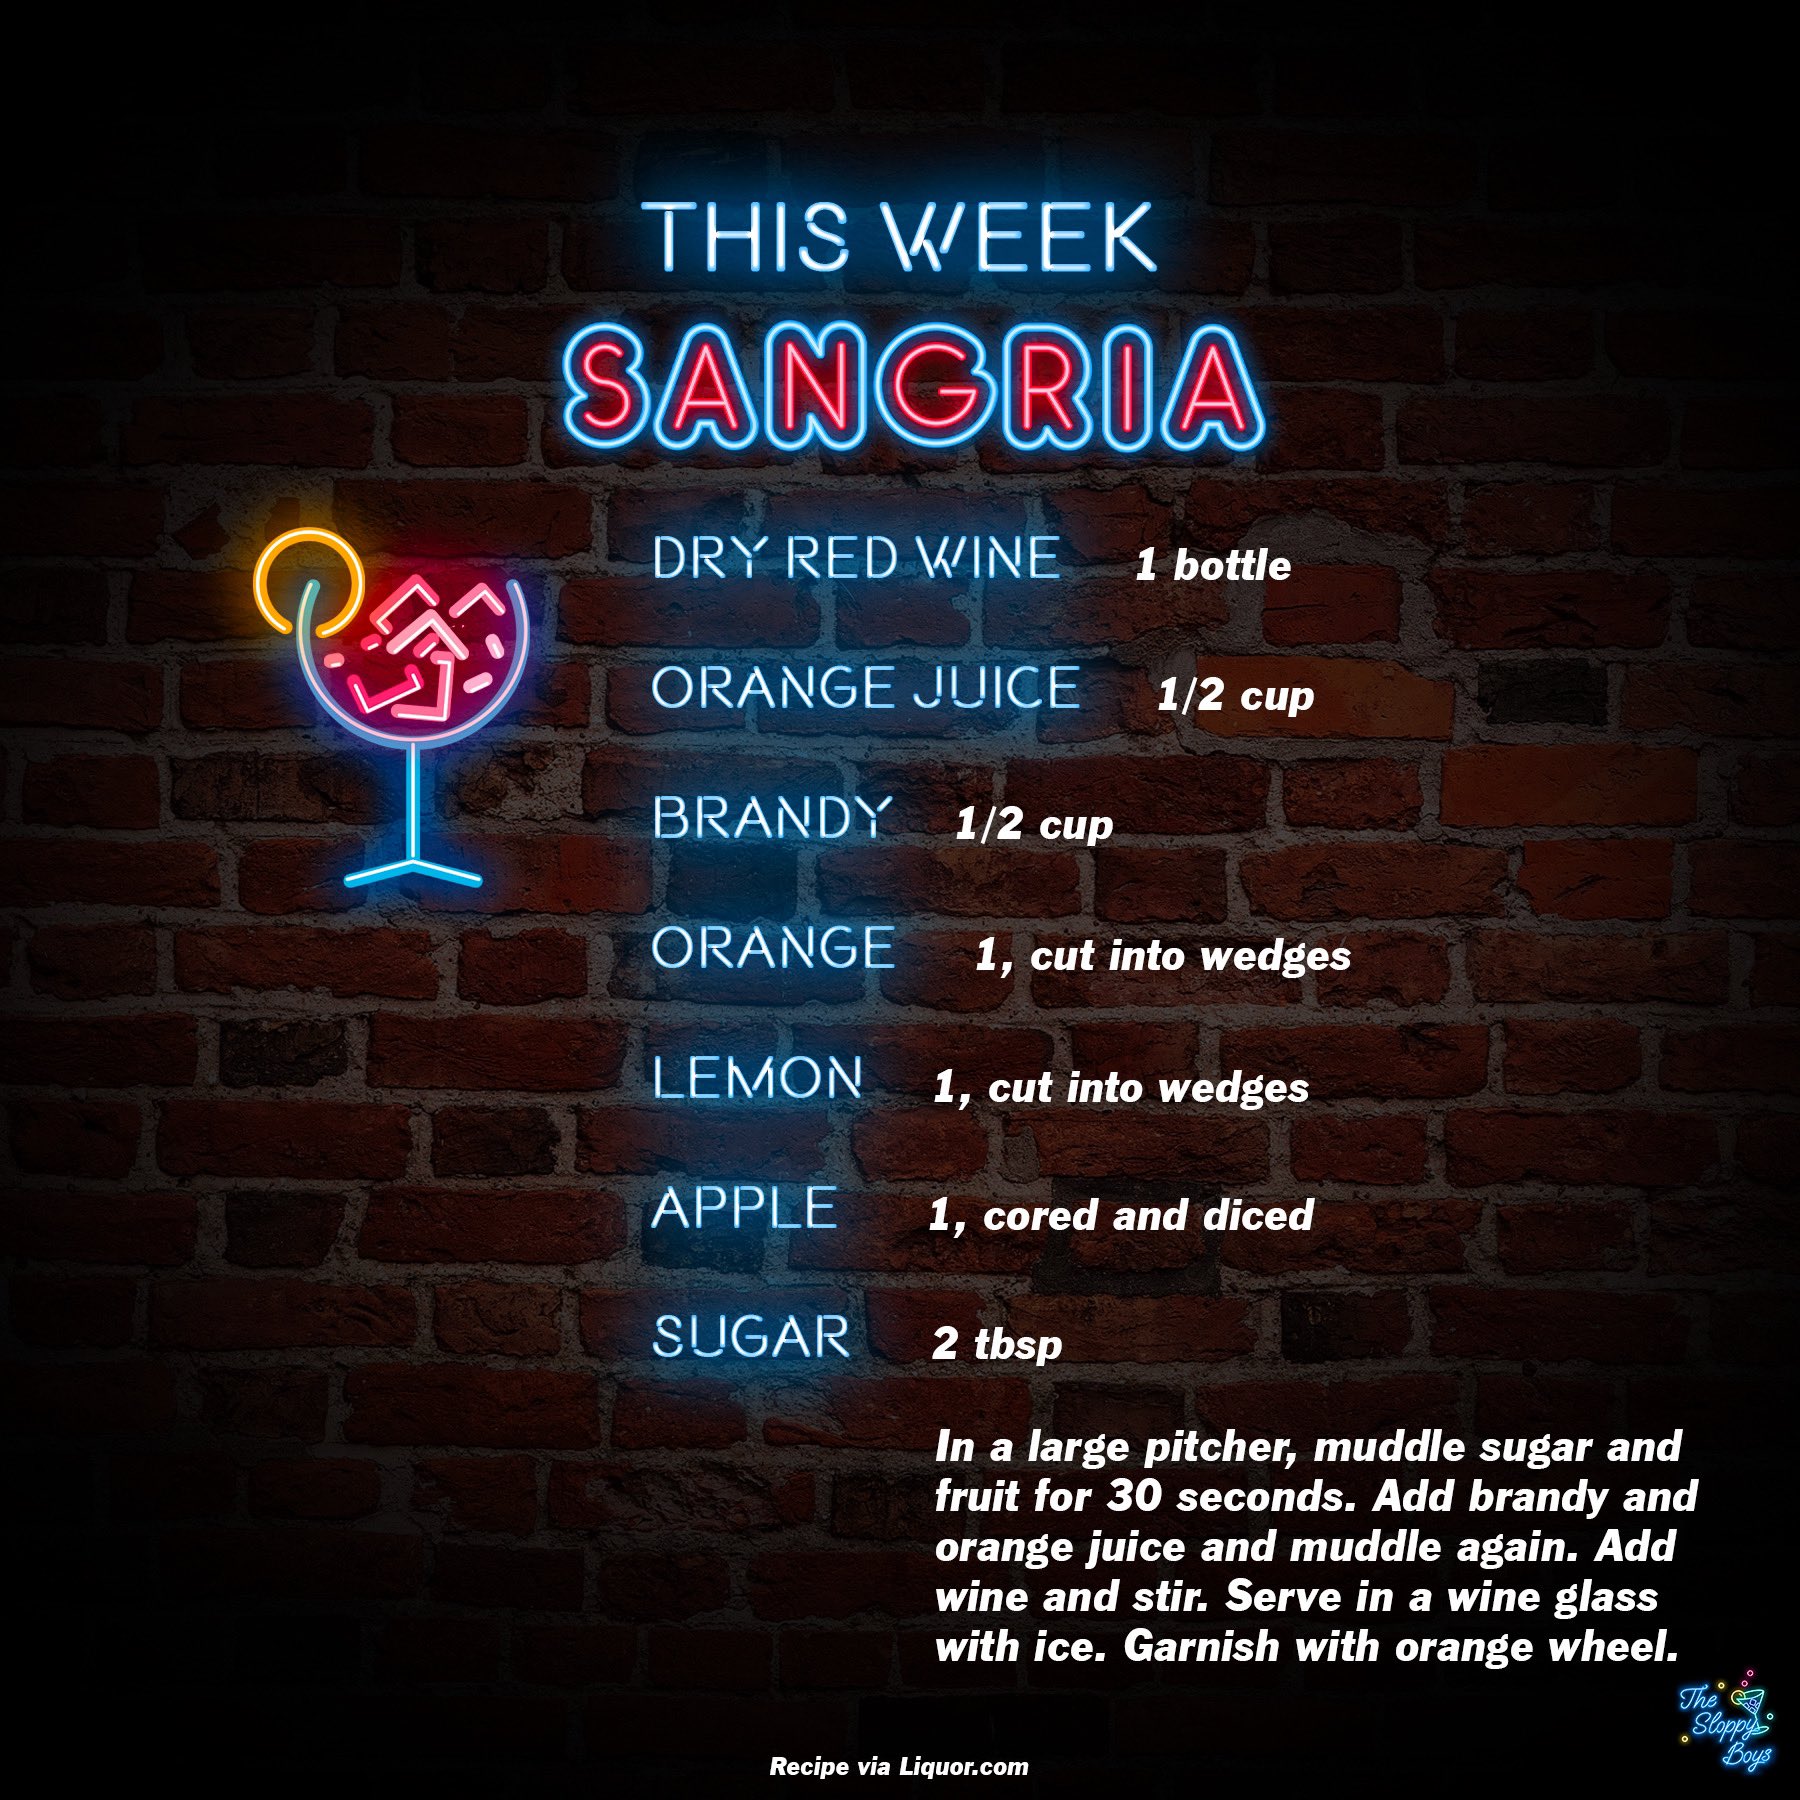 THIS WEEK
SANGRIA
DRY RED WINE 1 bottle
ORANGE JUICE 1/2 cup
BRANDY 1/2 cup
ORANGE 1, cut into wedges
LEMON 1, cut into wedges
APPLE 1, cored and diced
SUGAR 2 tbsp
In a large pitcher, muddle sugar and
fruit for 30 seconds. Add brandy and
orange juice and muddle again. Add
wine and stir. Serve in a wine glass
with ice. Garnish with orange wheel.
The
Sloppy
Boys
Recipe via Liquor.com